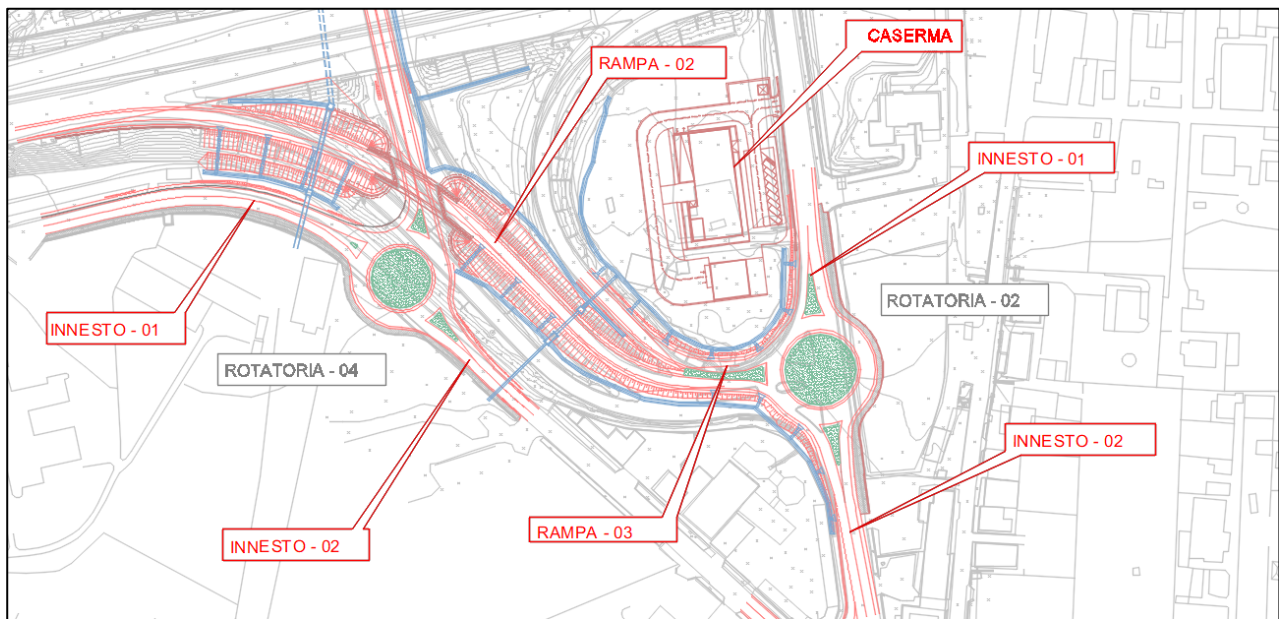 CASERMA
RAMPA - 02
INNESTO - 01
ROTATORIA - 02
INNESTO - 01
ROTATORIA - 04
INNESTO - 02
RAMPA - 03
INNESTO - 02